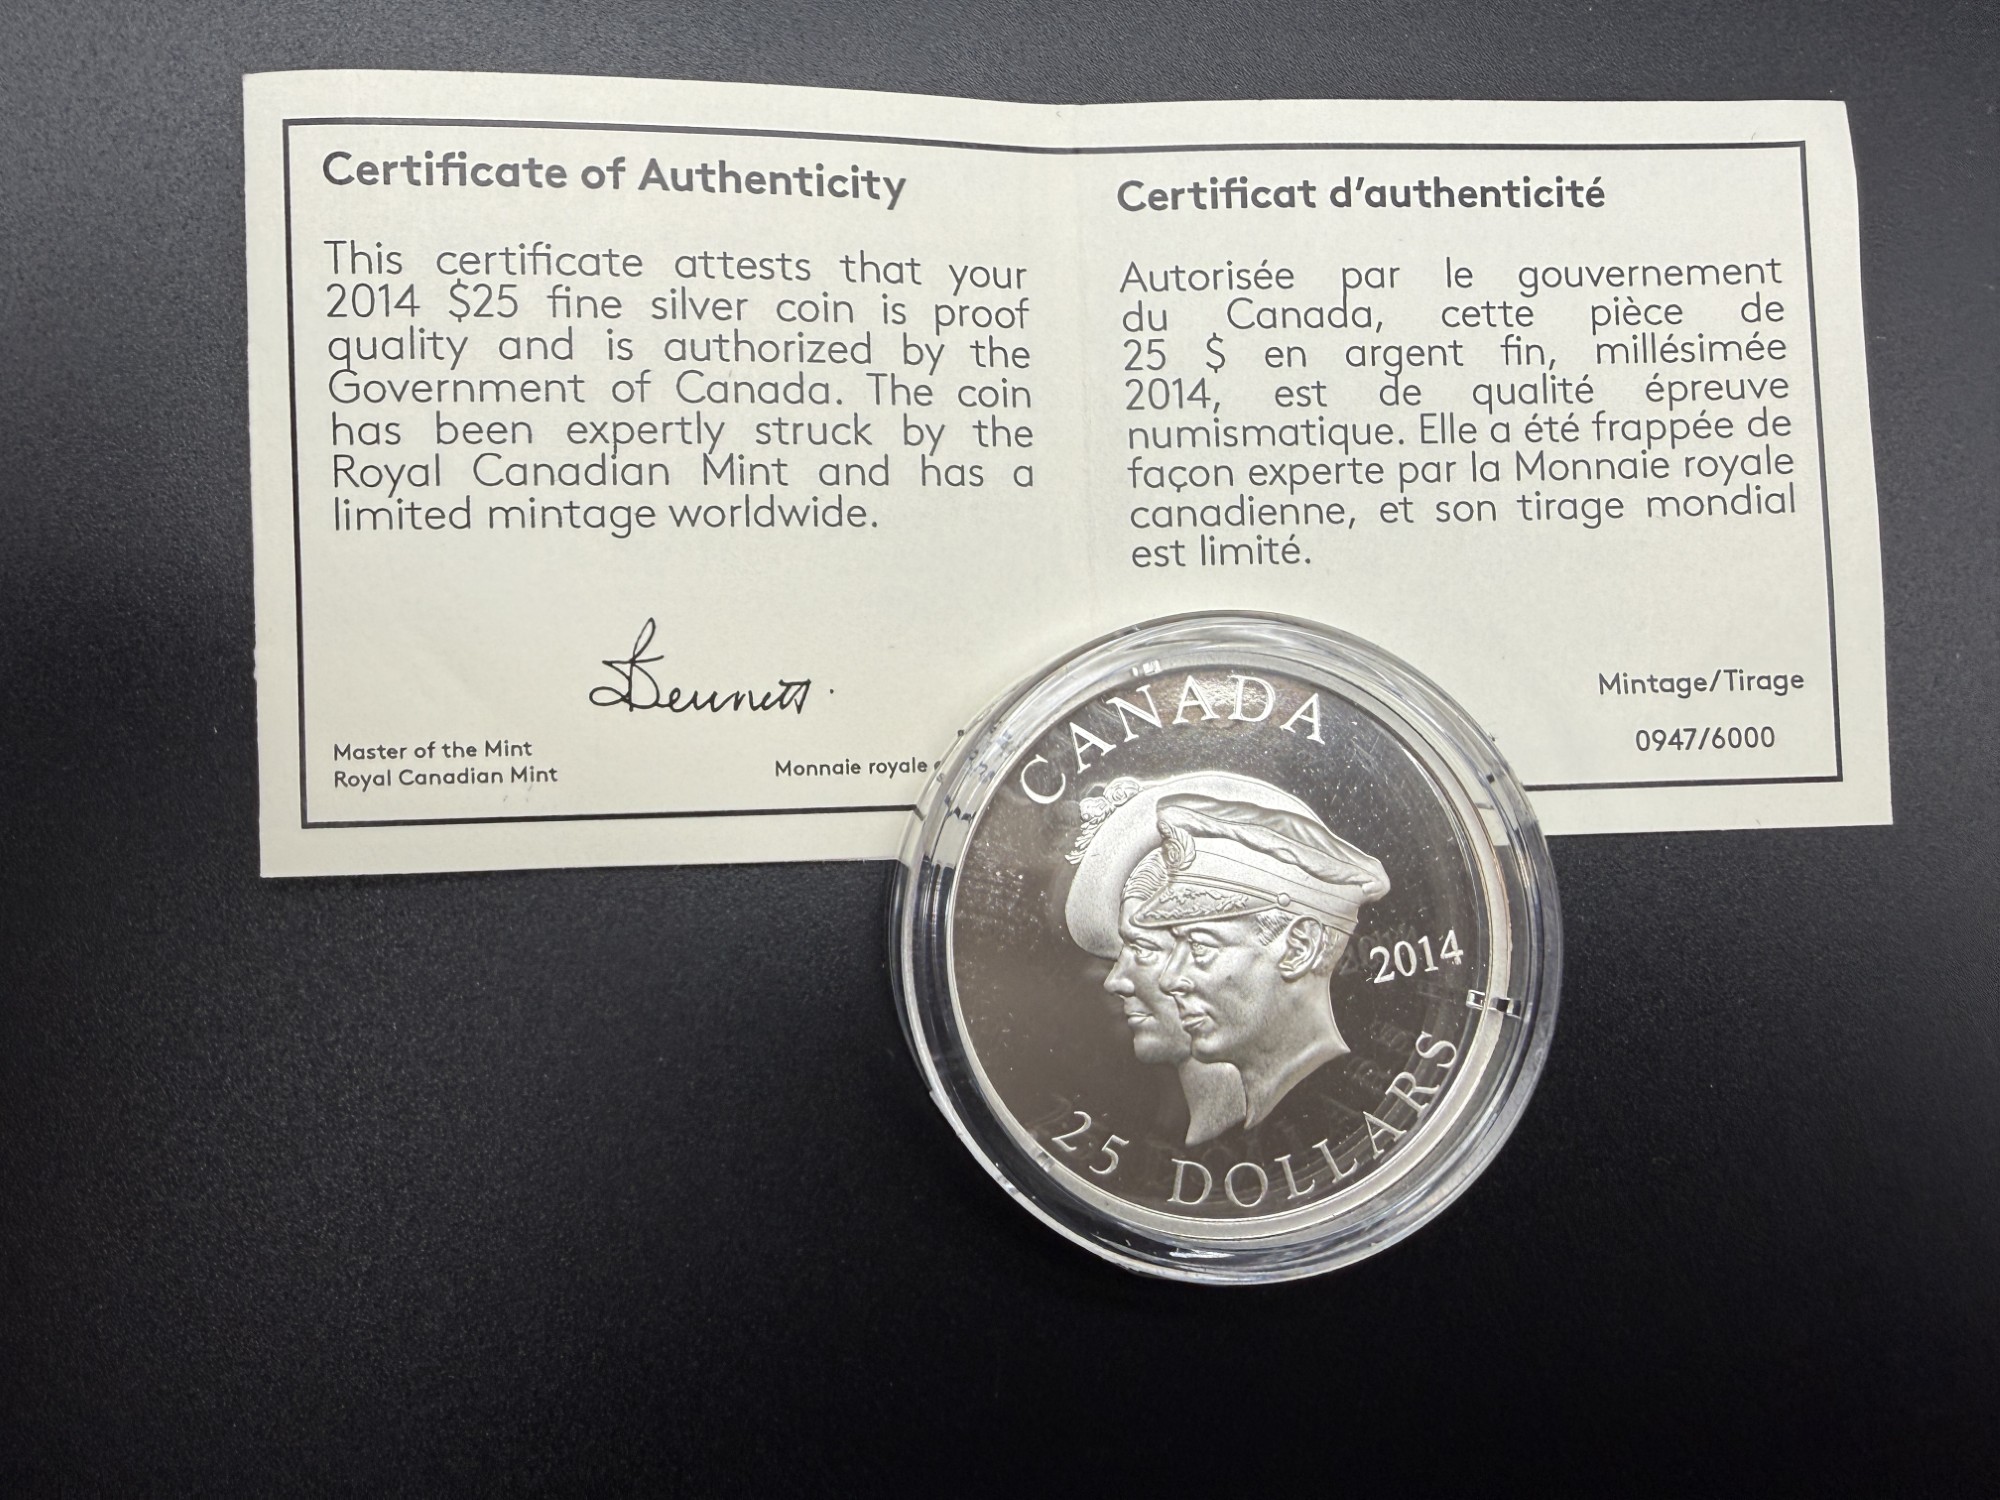 Certificate of Authenticity
This certificate attests that your
2014 $25 fine silver coin is proof
quality and is authorized by the
Government of Canada. The coin
has been expertly struck by the
Royal Canadian Mint and has a
limited mintage worldwide.
Bennett
Master of the Mint
Royal Canadian Mint
Monnaie royale
Certificat d'authenticité
Autorisée par le gouvernement
du Canada, cette pièce de
25 $ en argent fin, millésimée
2014, est de qualité épreuve
numismatique. Elle a été frappée de
façon experte par la Monnaie royale
canadienne, et son tirage mondial
est limité.
Mintage/Tirage
0947/6000
CANADA
2014
25 DOLLARS